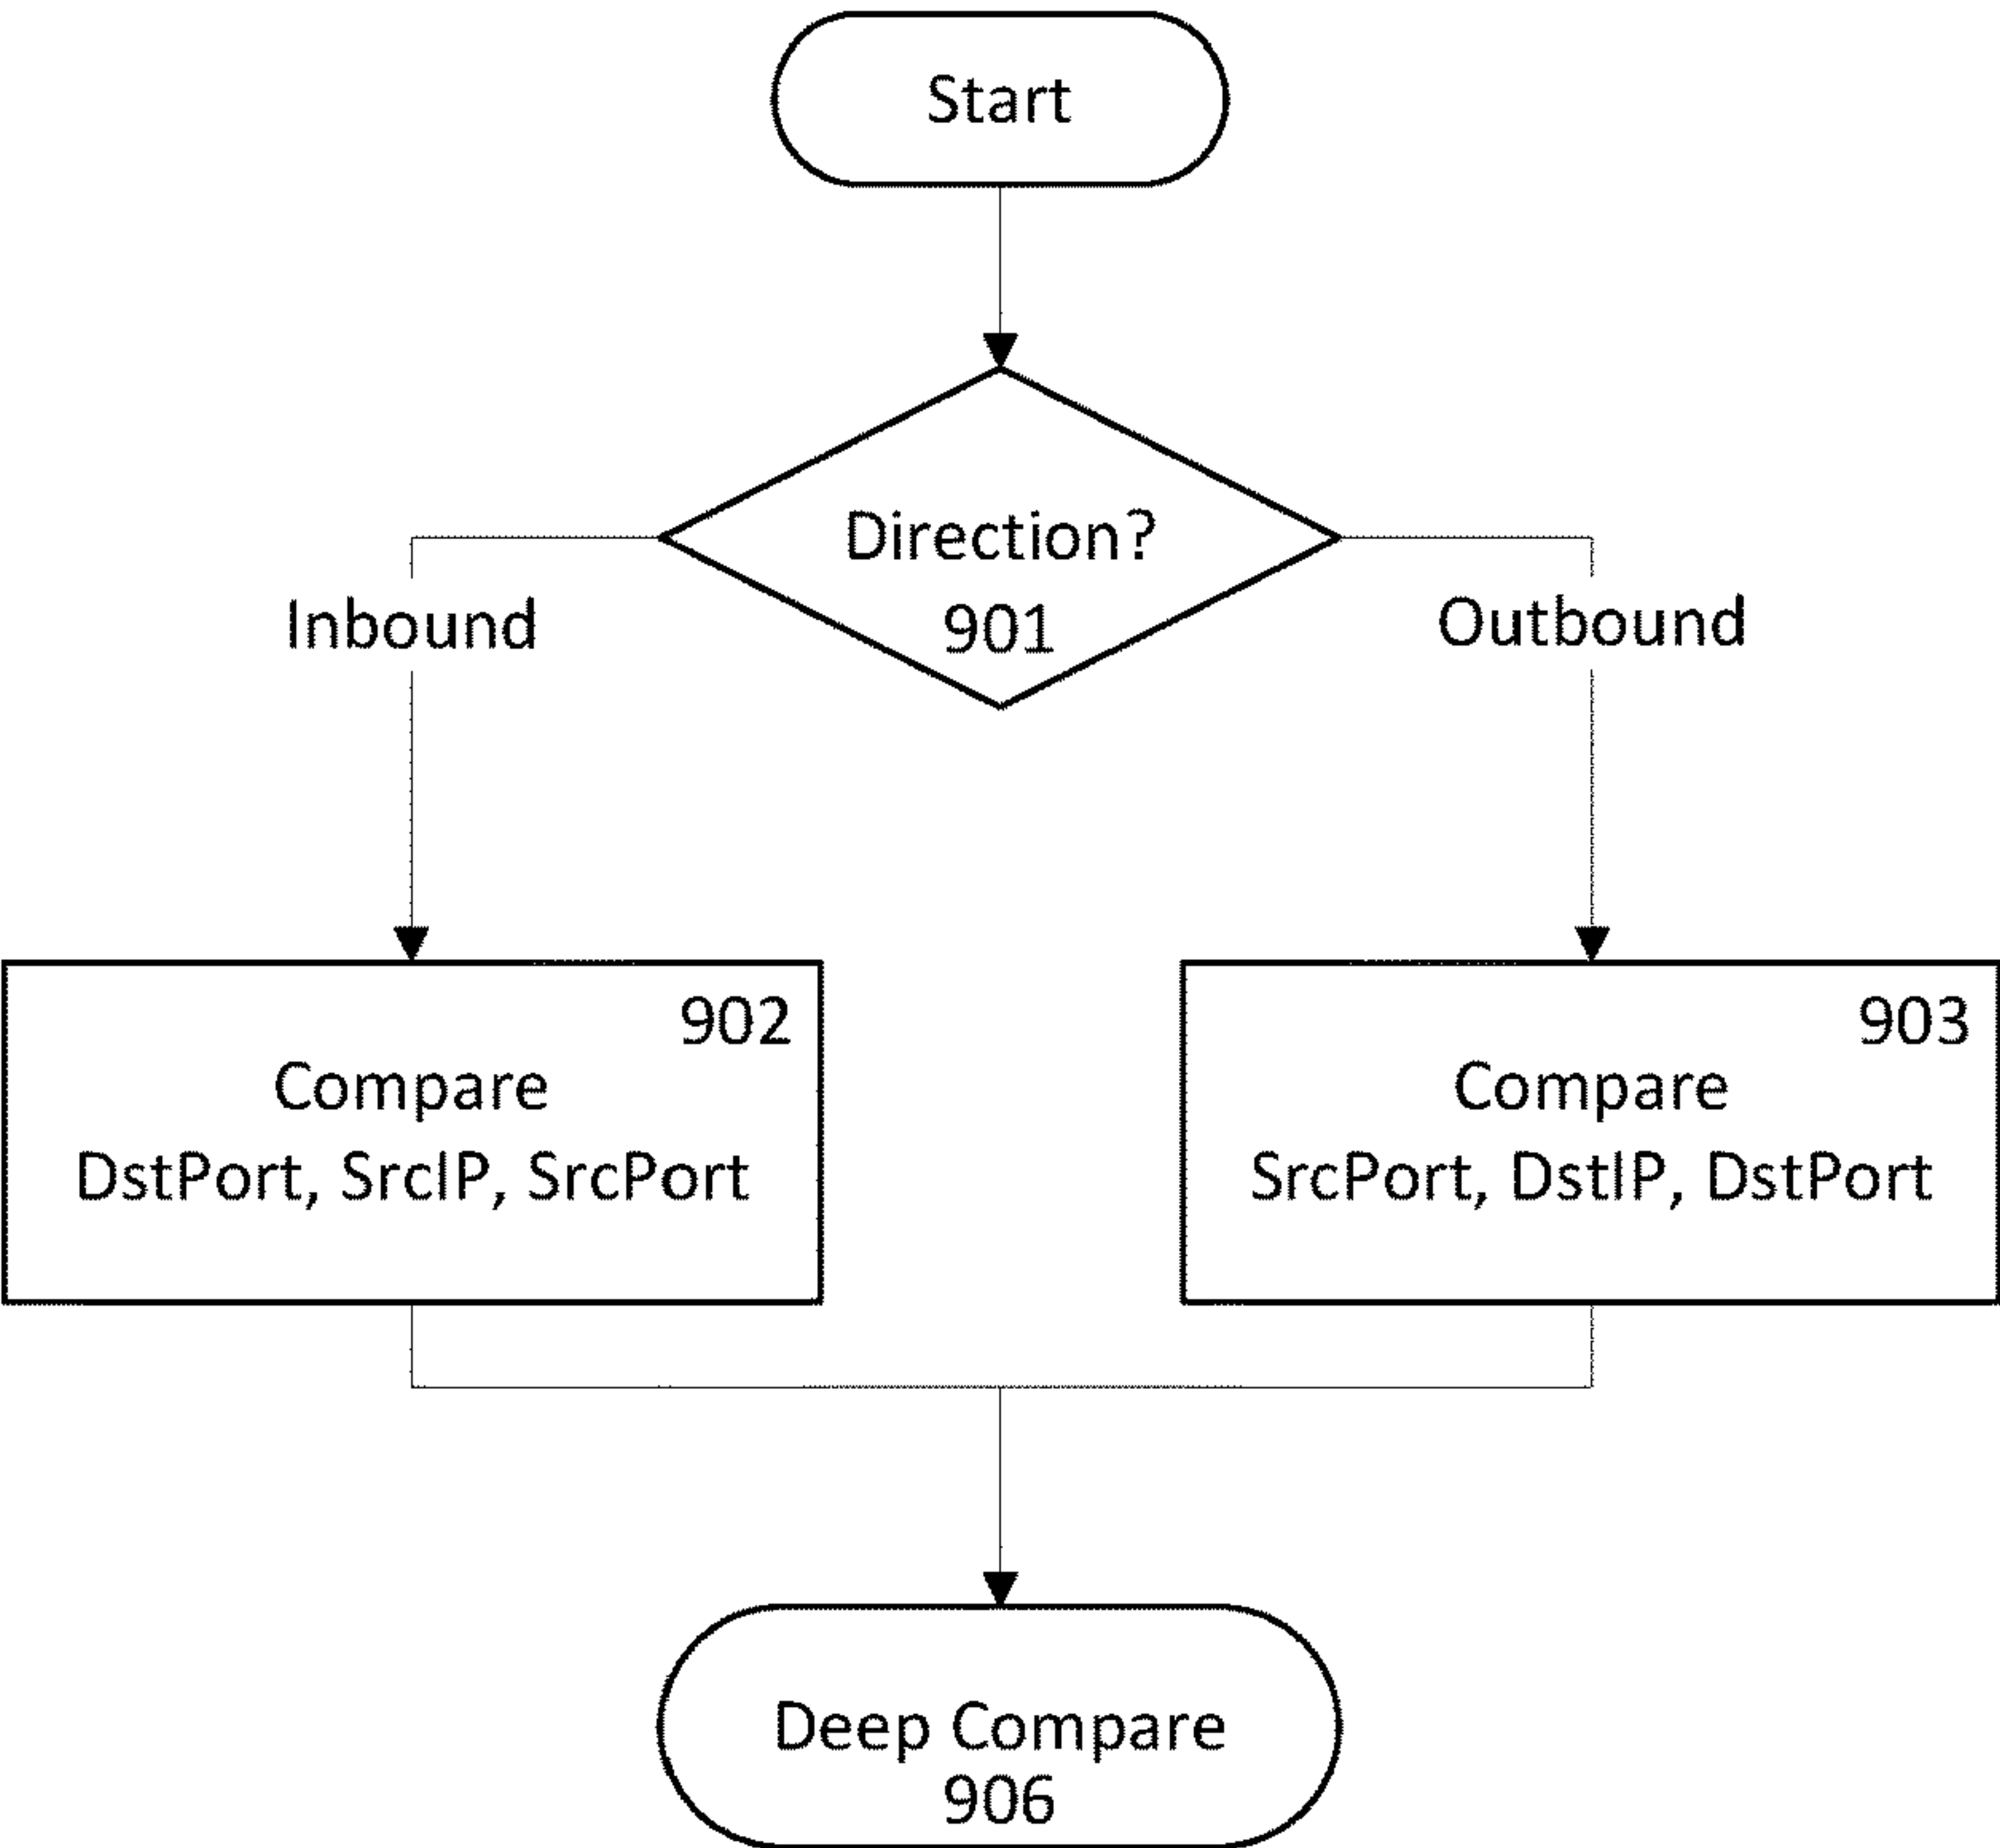 Start
Direction?
901
Inbound
Outbound
902
Compare
DstPort, SrcIP, SrcPort
903
Compare
SrcPort, DstIP, DstPort
Deep Compare
906